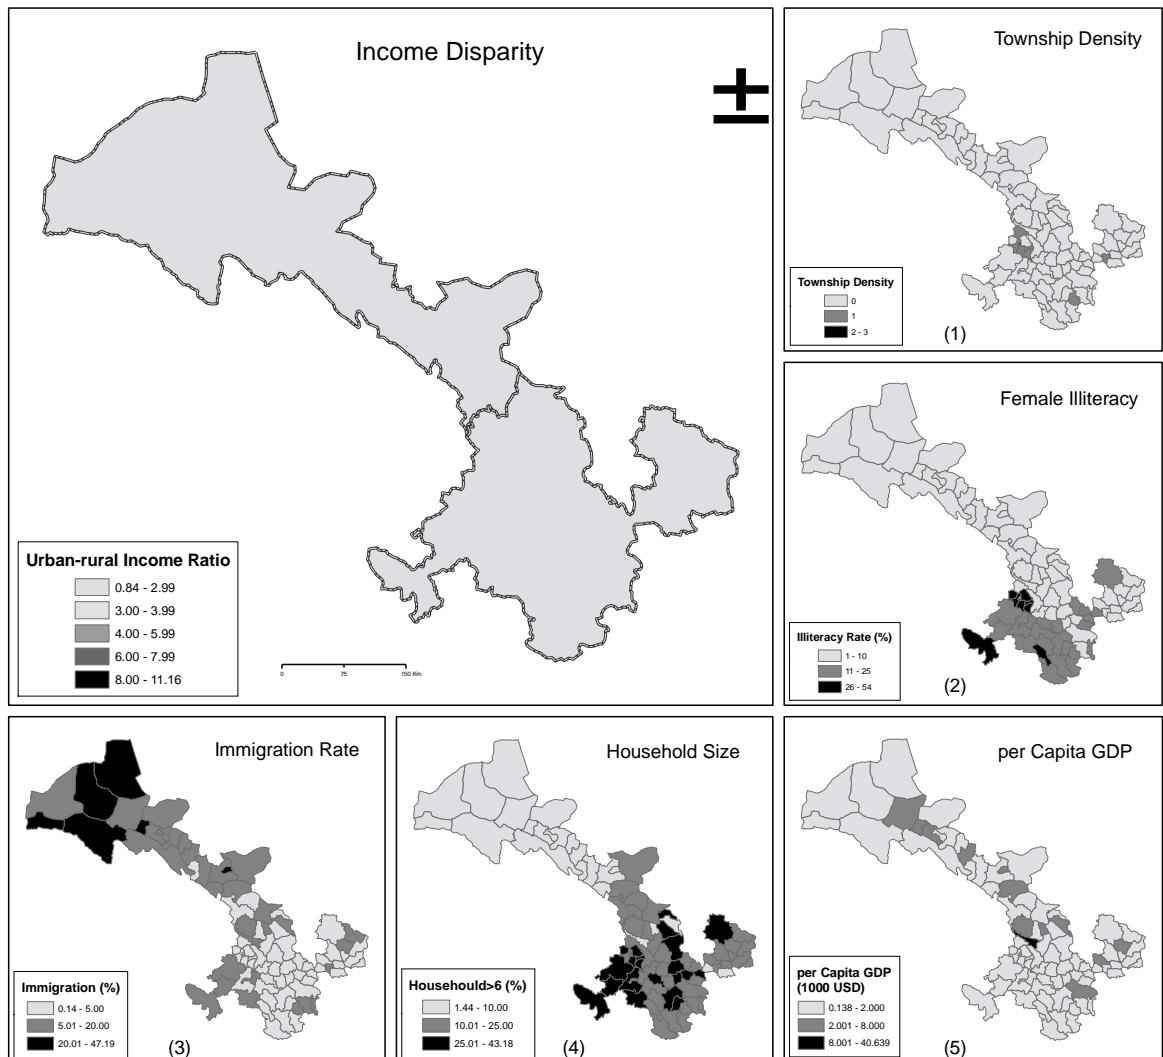 Income Disparity
±
Urban-rural Income Ratio
0.84 - 2.99
3.00 - 3.99
4.00 - 5.99
6.00 - 7.99
8.00 - 11.16
0
75
150 Km
Township Density
Township Density
0
1
2 - 3
(1)
Female Illiteracy
Illiteracy Rate (%)
1 - 10
11 - 25
26 - 54
(2)
Immigration Rate
Immigration (%)
0.14 - 5.00
5.01 - 20.00
20.01 - 47.19
(3)
Household Size
Househould>6 (%)
1.44 - 10.00
10.01 - 25.00
25.01 - 43.18
(4)
per Capita GDP
per Capita GDP
(1000 USD)
0.138 - 2.000
2.001 - 8.000
8.001 - 40.639
(5)